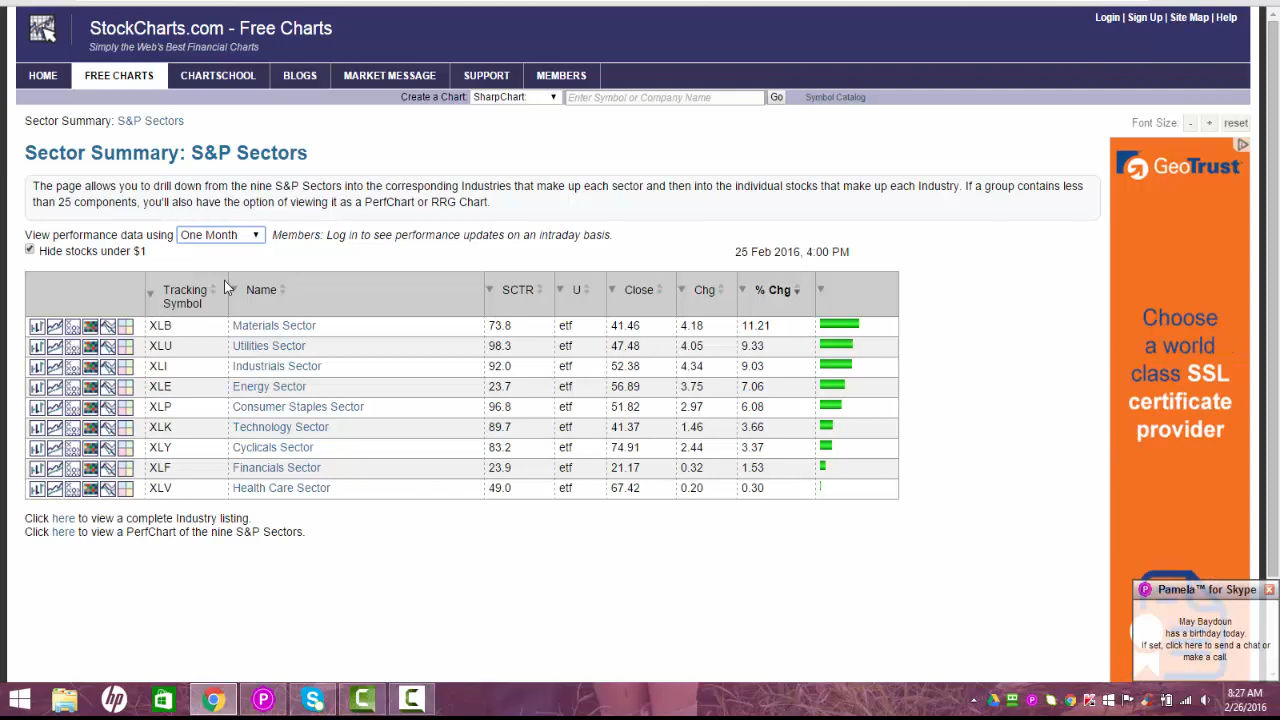 StockCharts.com - Free Charts
Simply the Web's Best Financial Charts
Login | Sign Up | Site Map | Help
HOME FREE CHARTS CHARTSCHOOL BLOGS MARKET MESSAGE SUPPORT MEMBERS
Create a Chart: SharpChart: Enter Symbol or Company Name Go Symbol Catalog
Sector Summary: S&P Sectors
Font Size: - + reset
Sector Summary: S&P Sectors
The page allows you to drill down from the nine S&P Sectors into the corresponding Industries that make up each sector and then into the individual stocks that make up each Industry. If a group contains less
than 25 components, you'll also have the option of viewing it as a PerfChart or RRG Chart.
View performance data using One Month Members: Log in to see performance updates on an intraday basis.
Hide stocks under $1
25 Feb 2016, 4:00 PM
Tracking Symbol Name SCTR U Close Chg % Chg
XLB Materials Sector 73.8 etf 41.46 4.18 11.21
XLU Utilities Sector 98.3 etf 47.48 4.05 9.33
XLI Industrials Sector 92.0 etf 52.38 4.34 9.03
XLE Energy Sector 23.7 etf 56.89 3.75 7.06
XLP Consumer Staples Sector 96.8 etf 51.82 2.97 6.08
XLK Technology Sector 89.7 etf 41.37 1.46 3.66
XLY Cyclicals Sector 83.2 etf 74.91 2.44 3.37
XLF Financials Sector 23.9 etf 21.17 0.32 1.53
XLV Health Care Sector 49.0 etf 67.42 0.20 0.30
Click here to view a complete Industry listing.
Click here to view a PerfChart of the nine S&P Sectors.
GeoTrust
Choose
a world
class SSL
certificate
provider
Pamela™ for Skype
May Baydoun
has a birthday today.
If set, click here to send a chat or
make a call.
hp
8:27 AM
2/26/2016